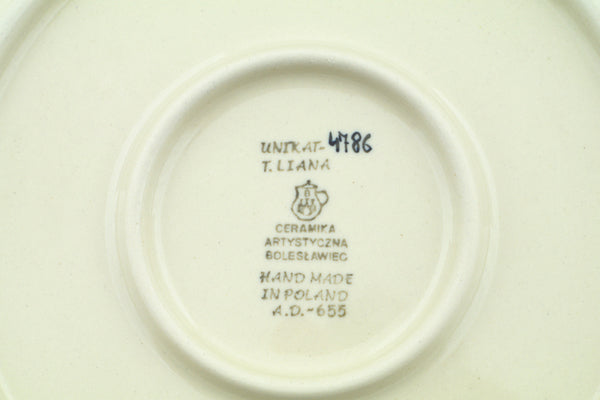 UNIKAT-4786
T. LIANA
B
CERAMIKA
ARTYSTYCZNA
BOLESŁAWIEC
HAND MADE
IN POLAND
A.D.-655